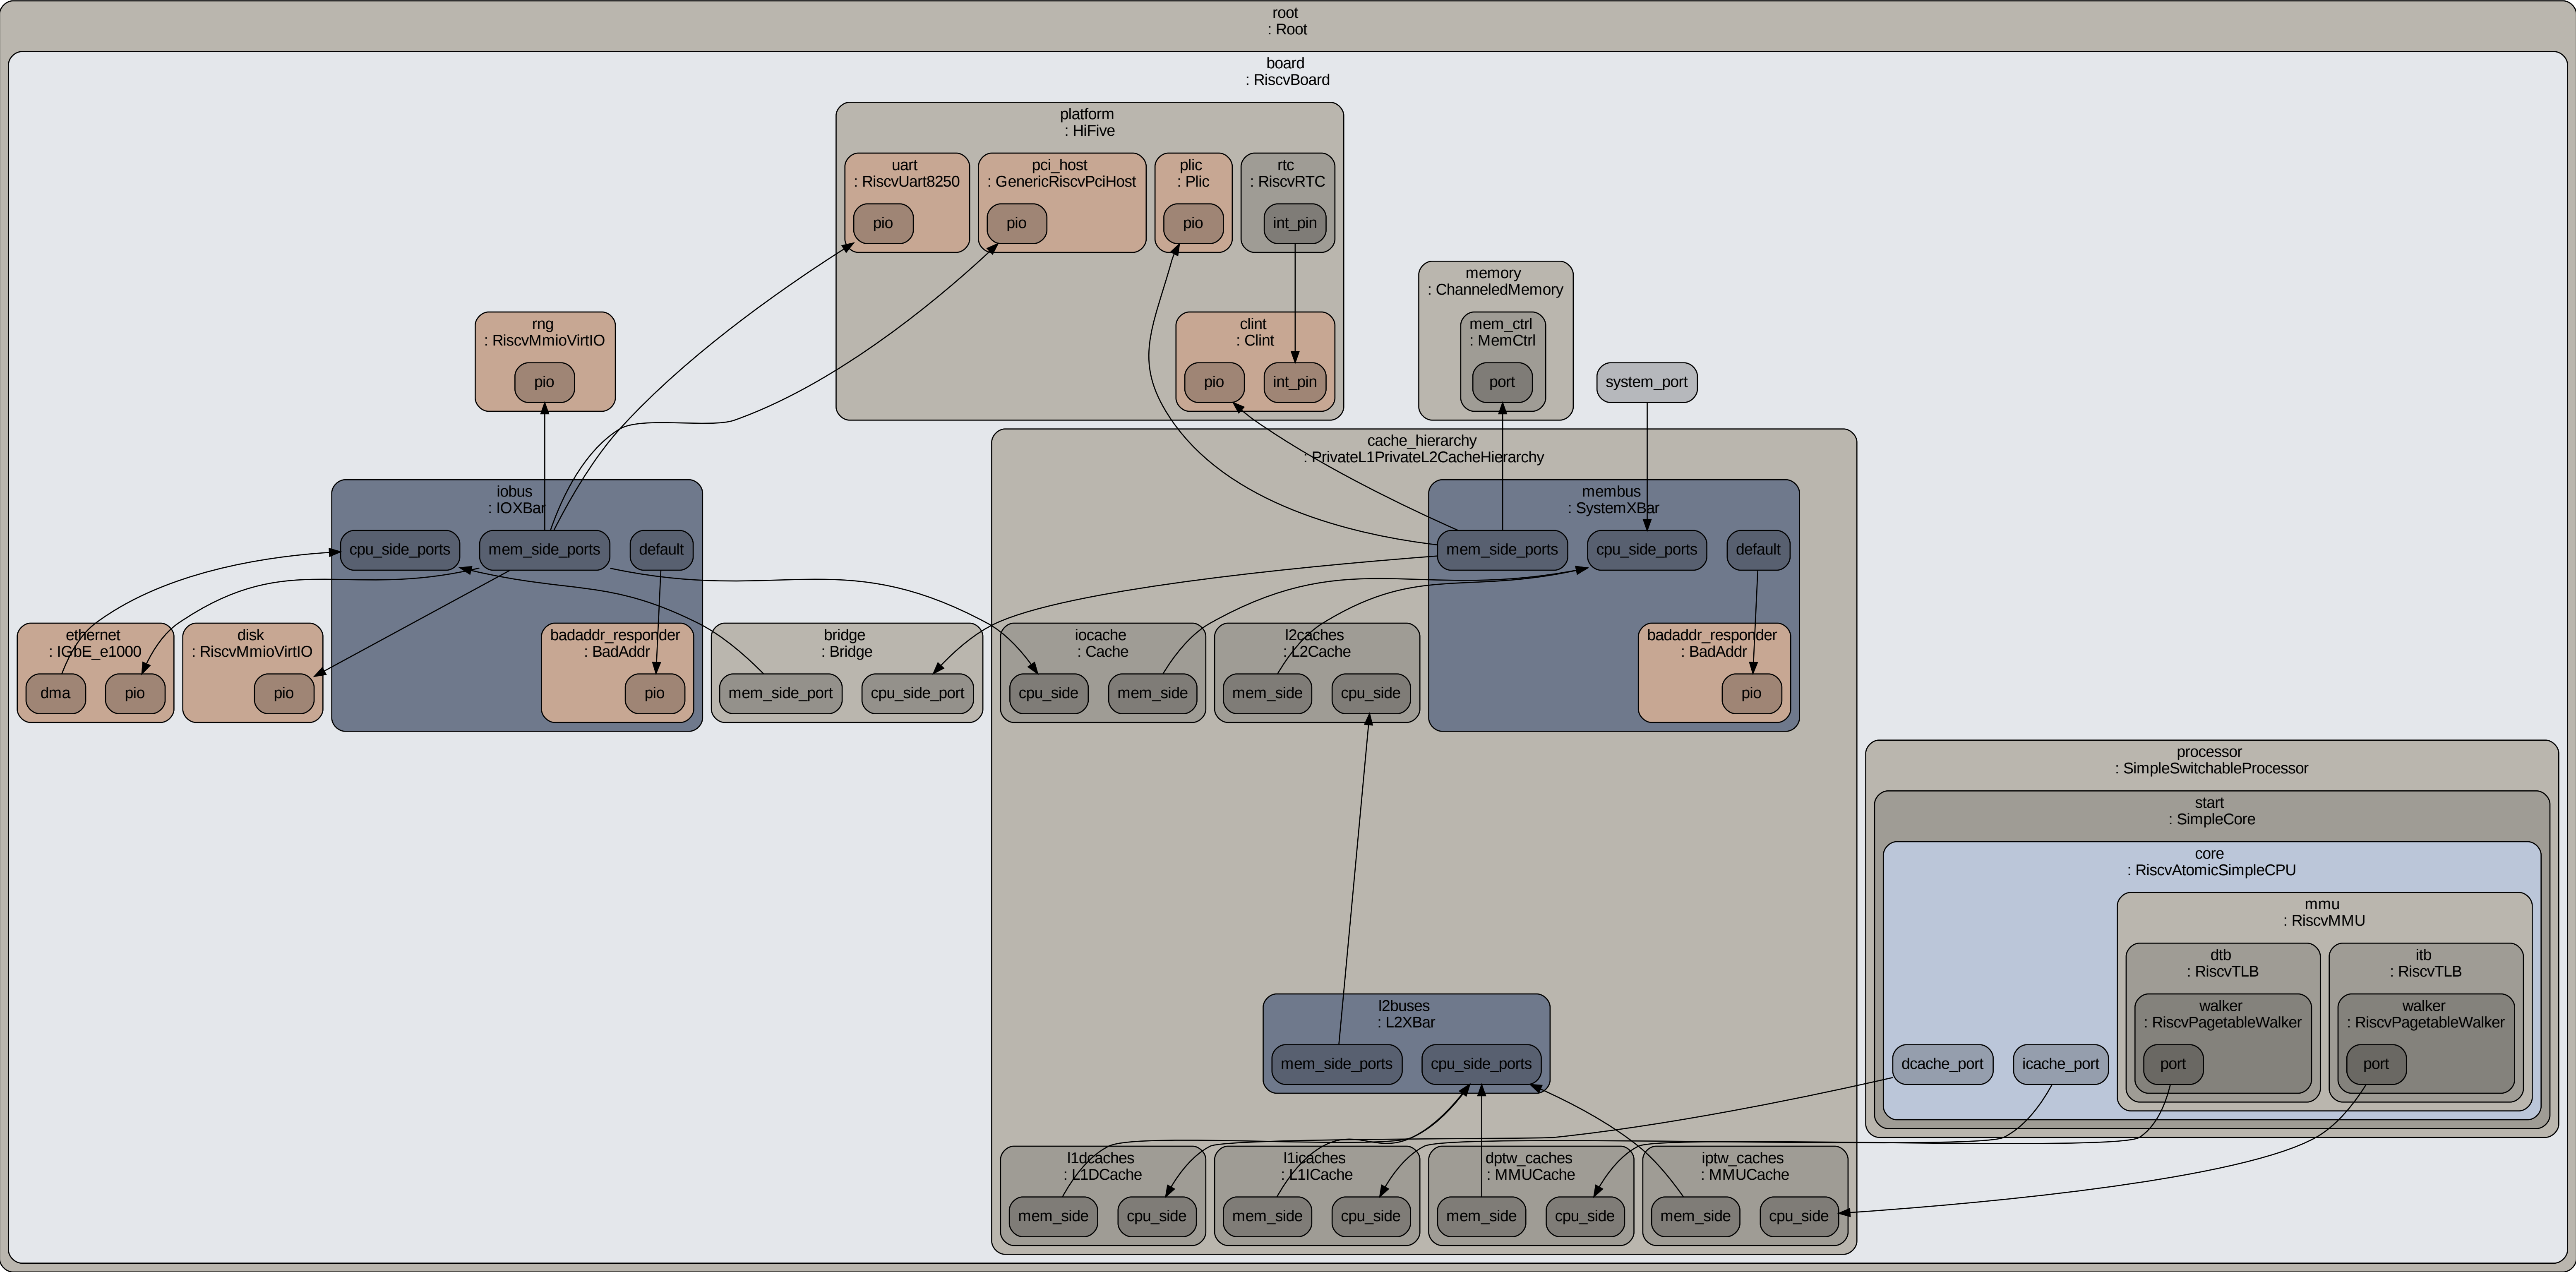 root
: Root
board
: RiscvBoard
platform
: HiFive
uart
: RiscvUart8250
pio
pci_host
: GenericRiscvPciHost
pio
plic
: Plic
pio
rtc
: RiscvRTC
int_pin
clint
: Clint
pio
int_pin
memory
: ChanneledMemory
mem_ctrl
: MemCtrl
port
system_port
rng
: RiscvMmioVirtIO
pio
iobus
: IOXBar
cpu_side_ports
mem_side_ports
default
badaddr_responder
: BadAddr
pio
ethernet
: IGbE_e1000
dma
pio
disk
: RiscvMmioVirtIO
pio
bridge
: Bridge
mem_side_port
cpu_side_port
cache_hierarchy
: PrivateL1PrivateL2CacheHierarchy
membus
: SystemXBar
mem_side_ports
cpu_side_ports
default
badaddr_responder
: BadAddr
pio
iocache
: Cache
cpu_side
mem_side
l2caches
: L2Cache
mem_side
cpu_side
l2buses
: L2XBar
mem_side_ports
cpu_side_ports
l1dcaches
: L1DCache
mem_side
cpu_side
l1icaches
: L1ICache
mem_side
cpu_side
dptw_caches
: MMUCache
mem_side
cpu_side
iptw_caches
: MMUCache
mem_side
cpu_side
processor
: SimpleSwitchableProcessor
start
: SimpleCore
core
: RiscvAtomicSimpleCPU
mmu
: RiscvMMU
dtb
: RiscvTLB
walker
: RiscvPagetableWalker
port
itb
: RiscvTLB
walker
: RiscvPagetableWalker
port
dcache_port
icache_port